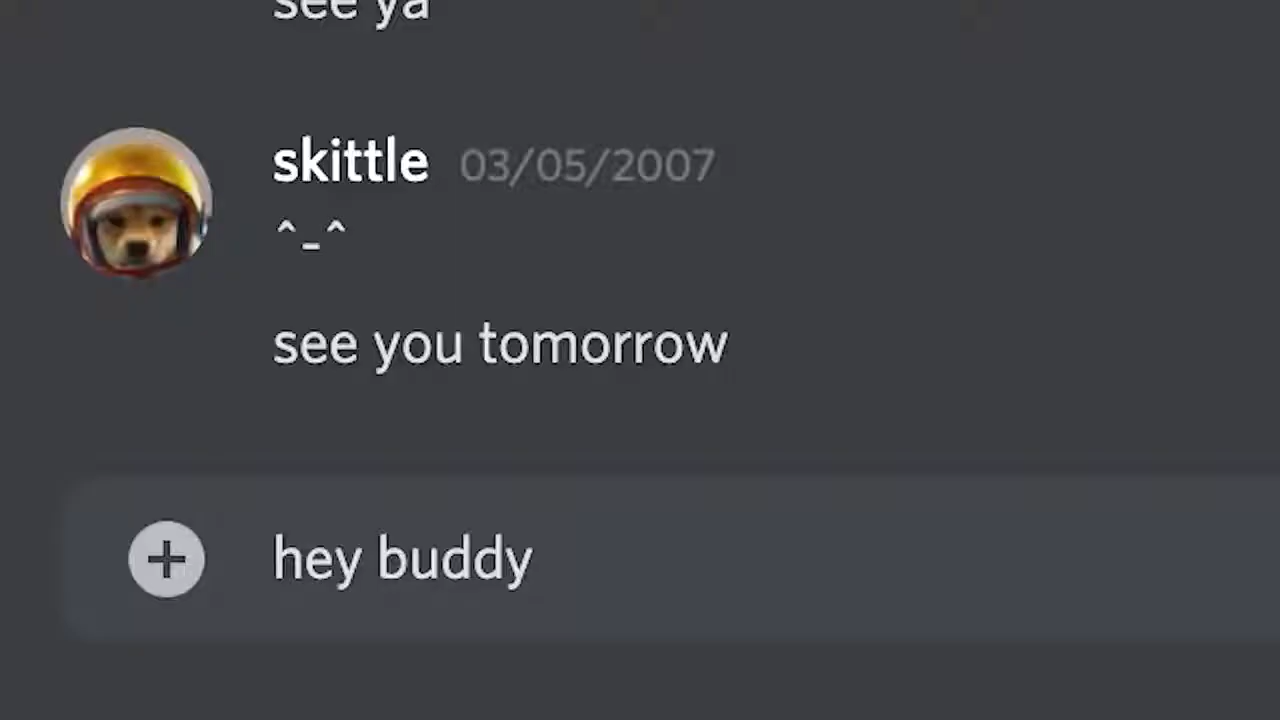 see ya
skittle 03/05/2007
^-^
see you tomorrow
hey buddy